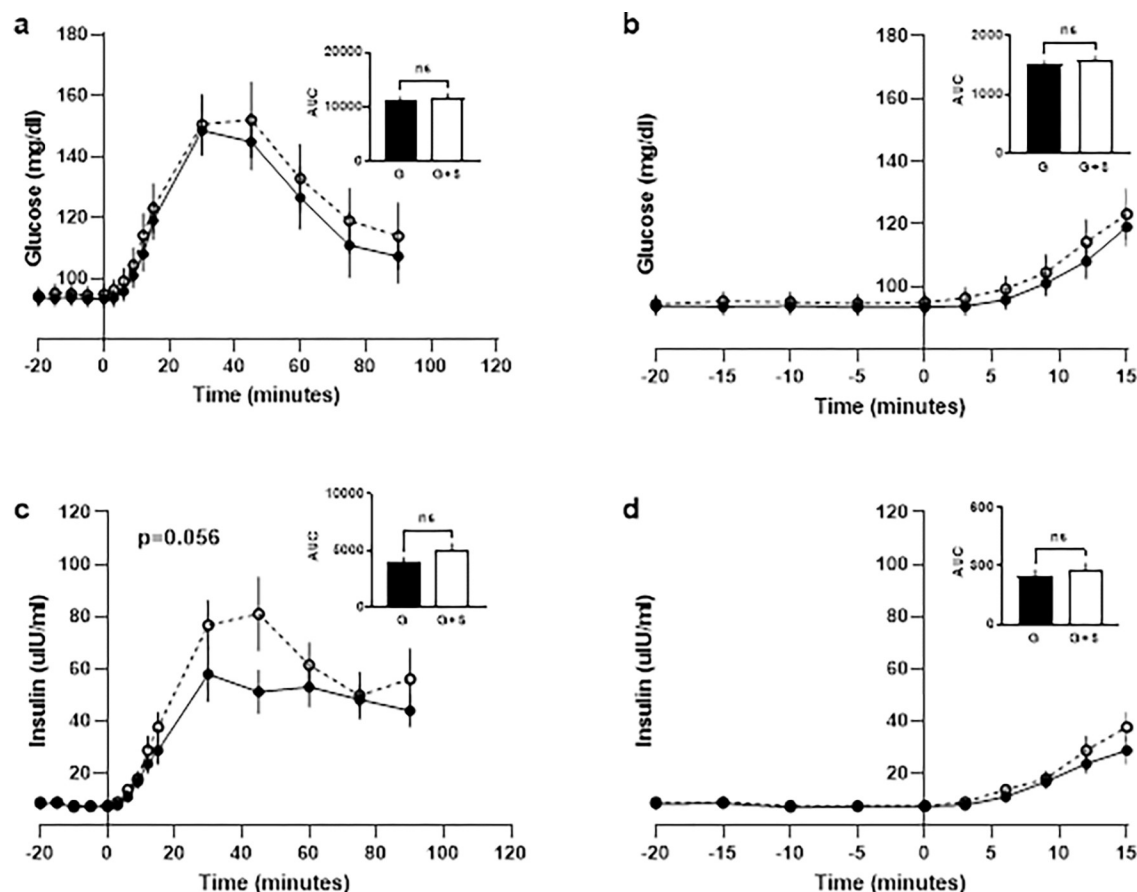 a
Glucose (mg/dl)
180
160
140
120
100
-20 0 20 40 60 80 100 120
Time (minutes)
AUC
20000
10000
0
ns
G G+S
b
Glucose (mg/dl)
180
160
140
120
100
-20 -15 -10 -5 0 5 10 15
Time (minutes)
AUC
2000
1000
0
ns
G G+S
c
p=0.056
Insulin (uIU/ml)
120
100
80
60
40
20
-20 0 20 40 60 80 100 120
Time (minutes)
AUC
10000
5000
0
ns
G G+S
d
Insulin (uIU/ml)
120
100
80
60
40
20
-20 -15 -10 -5 0 5 10 15
Time (minutes)
AUC
600
300
0
ns
G G+S